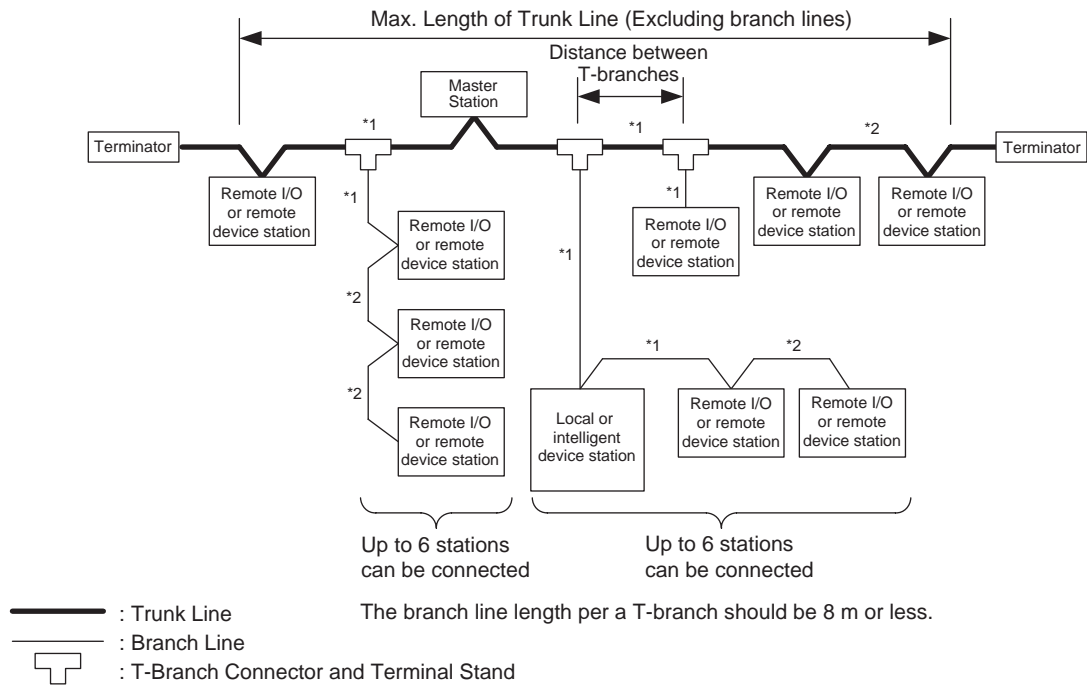 Max. Length of Trunk Line (Excluding branch lines)
Distance between
T-branches
Master
Station
*1
*1
*2
Terminator
Terminator
Remote I/O
or remote
device station
*1
Remote I/O
or remote
device station
*2
Remote I/O
or remote
device station
*2
Remote I/O
or remote
device station
*1
*1
Remote I/O
or remote
device station
Remote I/O
or remote
device station
Remote I/O
or remote
device station
*1
*2
Local or
intelligent
device station
Remote I/O
or remote
device station
Remote I/O
or remote
device station
Up to 6 stations
can be connected
Up to 6 stations
can be connected
The branch line length per a T-branch should be 8 m or less.
: Trunk Line
: Branch Line
: T-Branch Connector and Terminal Stand